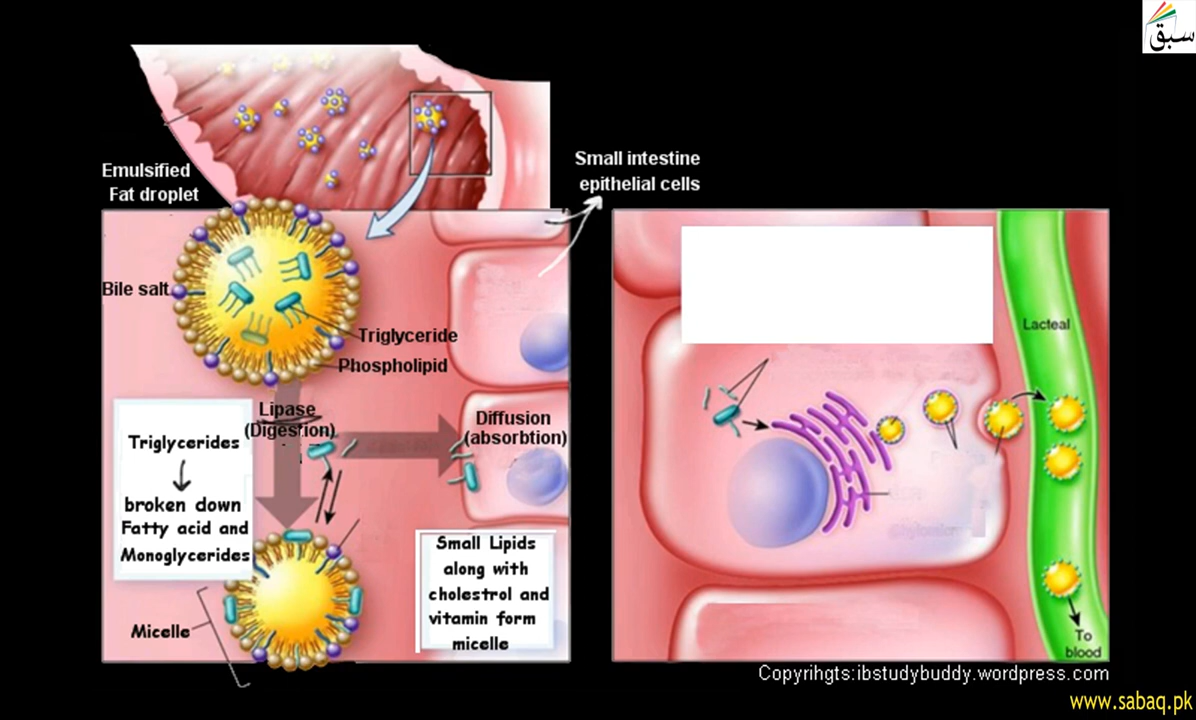 سبق
Small intestine
epithelial cells
Emulsified
Fat droplet
Bile salt
Triglyceride
Phospholipid
Lipase
(Digestion)
Diffusion
(absorbtion)
Triglycerides
broken down
Fatty acid and
Monoglycerides
Small Lipids
along with
cholestrol and
vitamin form
micelle
Micelle
Lacteal
To
blood
Copyrihgts:ibstudybuddy.wordpress.com
www.sabaq.pk